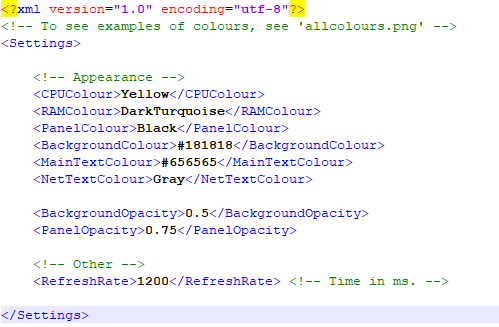 <?xml version="1.0" encoding="utf-8"?>
<!-- To see examples of colours, see 'allcolours.png' -->
<Settings>
<!-- Appearance -->
<CPUColour>Yellow</CPUColour>
<RAMColour>DarkTurquoise</RAMColour>
<PanelColour>Black</PanelColour>
<BackgroundColour>#181818</BackgroundColour>
<MainTextColour>#656565</MainTextColour>
<NetTextColour>Gray</NetTextColour>
<BackgroundOpacity>0.5</BackgroundOpacity>
<PanelOpacity>0.75</PanelOpacity>
<!-- Other -->
<RefreshRate>1200</RefreshRate> <!-- Time in ms. -->
</Settings>